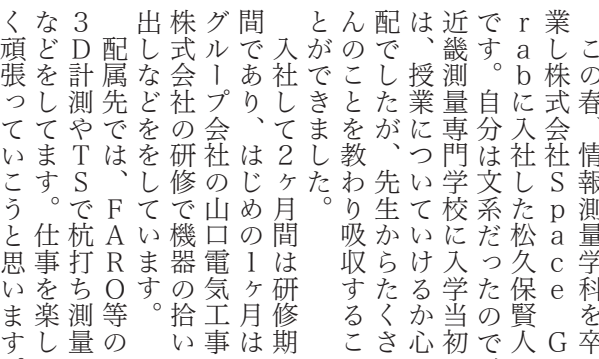 この春、情報測量学科を卒
業し株式会社Space G
rabに入社した松久保賢人
です。自分は文系だったので、
近畿測量専門学校に入学当初
は、授業についていけるか心
配でしたが、先生からたくさ
んのことを教わり吸収するこ
とができました。
入社して2ヶ月間は研修期
間であり、はじめの1ヶ月は
グループ会社の山口電気工事
株式会社の研修で機器の拾い
出しなどををしています。
配属先では、FARO等の
3D計測やTSで杭打ち測量
などをしてます。仕事を楽し
く頑張っていこうと思います。